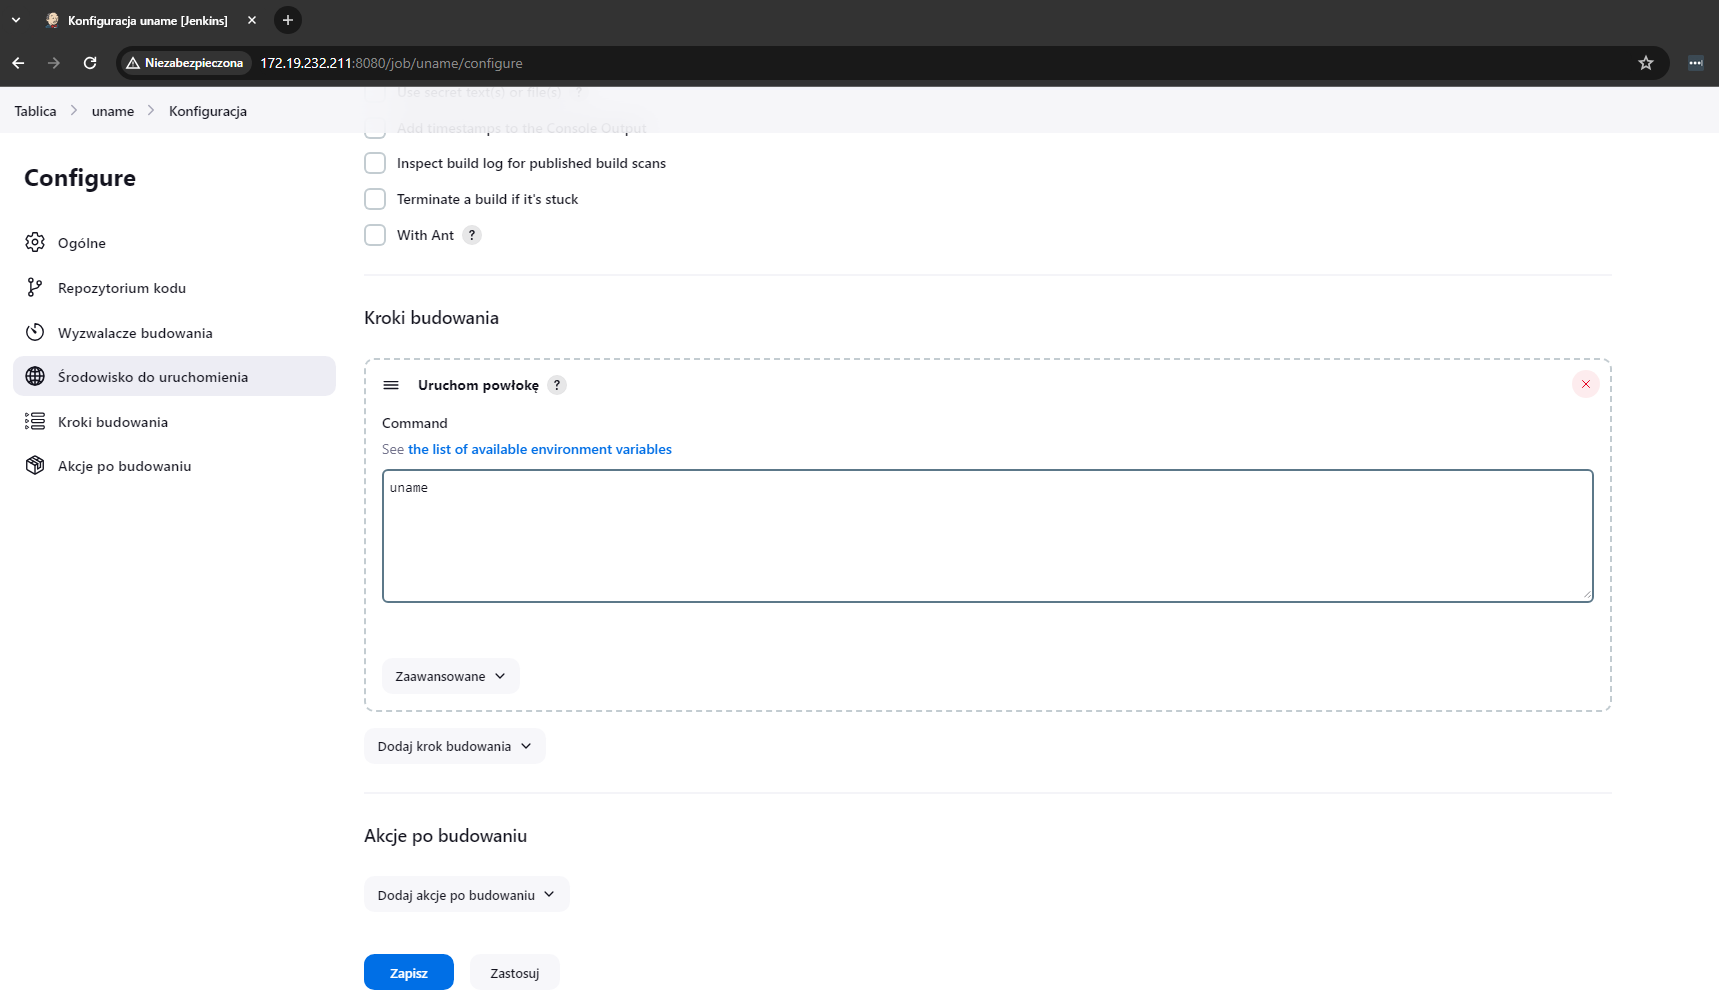 Konfiguracja uname [Jenkins]
Niezabezpieczona 172.19.232.211:8080/job/uname/configure
Tablica uname Konfiguracja
Use secret text(s) or file(s) ?
Add timestamps to the Console Output
Inspect build log for published build scans
Terminate a build if it's stuck
With Ant ?
Configure
Ogólne
Repozytorium kodu
Wyzwalacze budowania
Środowisko do uruchomienia
Kroki budowania
Akcje po budowaniu
Kroki budowania
Uruchom powłokę ?
Command
See the list of available environment variables
uname
Zaawansowane
Dodaj krok budowania
Akcje po budowaniu
Dodaj akcje po budowaniu
Zapisz Zastosuj